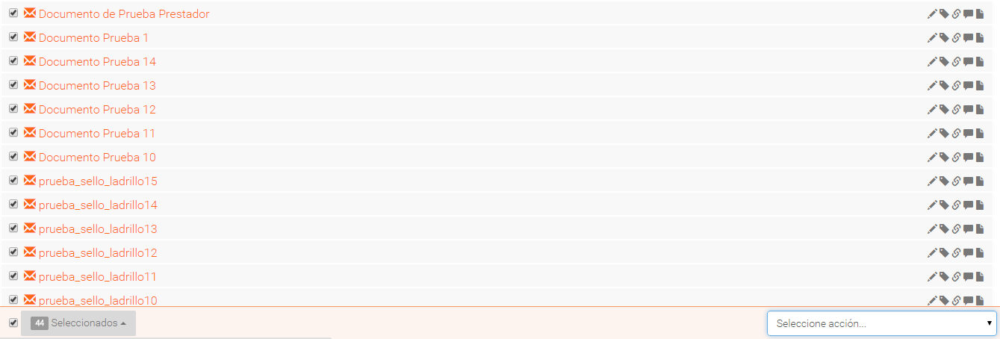 Documento de Prueba Prestador
Documento Prueba 1
Documento Prueba 14
Documento Prueba 13
Documento Prueba 12
Documento Prueba 11
Documento Prueba 10
prueba_sello_ladrillo15
prueba_sello_ladrillo14
prueba_sello_ladrillo13
prueba_sello_ladrillo12
prueba_sello_ladrillo11
prueba_sello_ladrillo10
44 Seleccionados
Seleccione acción...